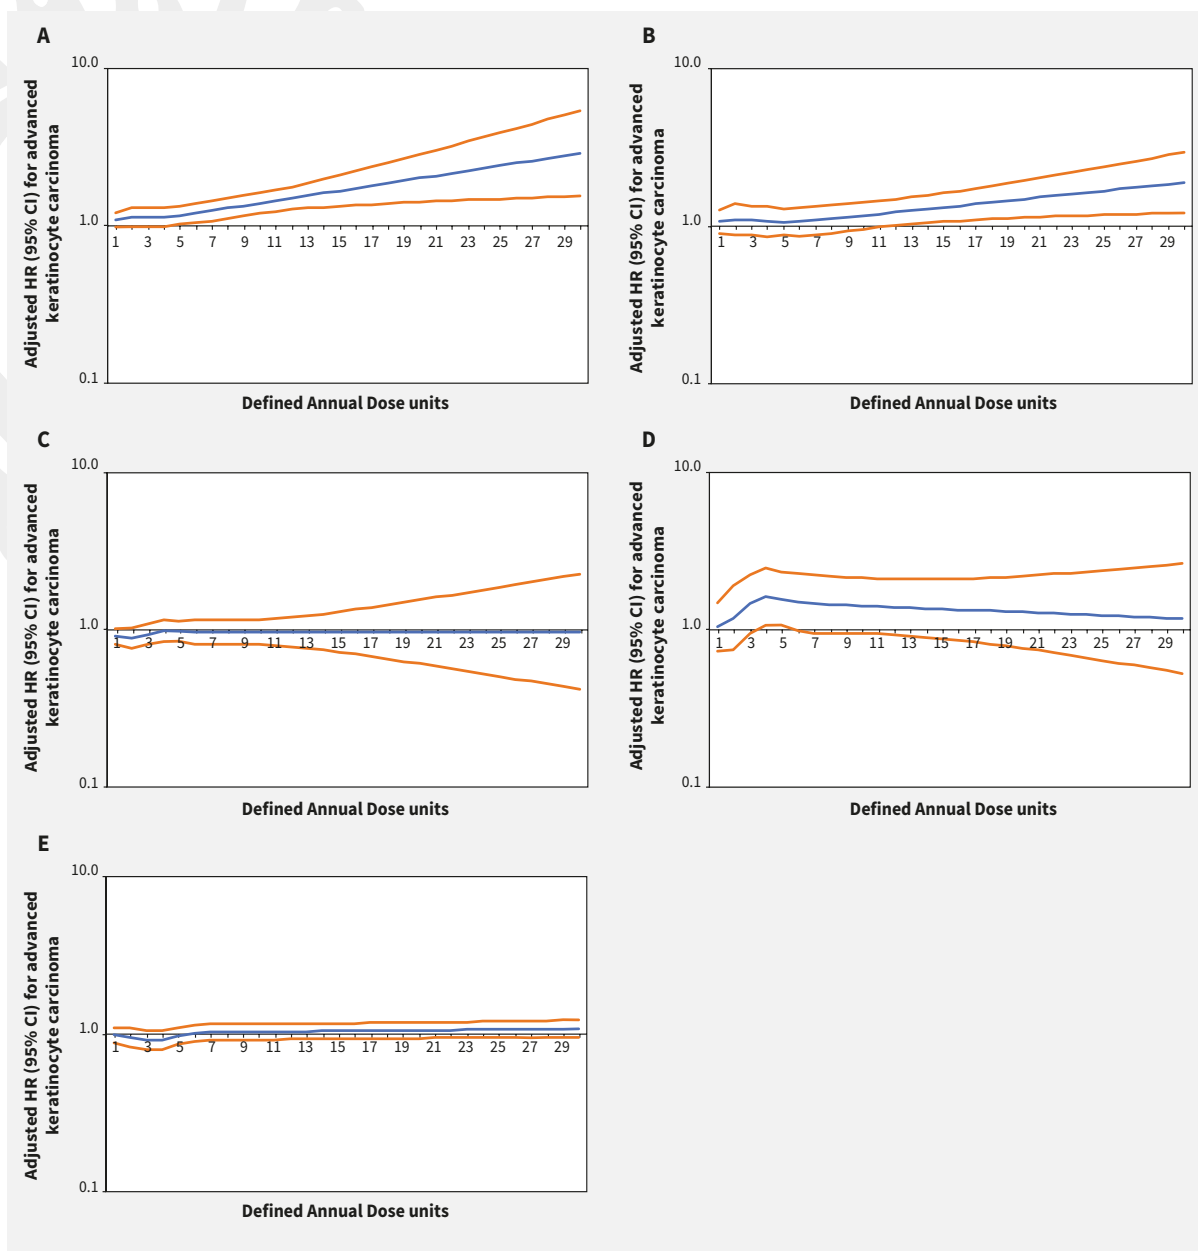 A
Adjusted HR (95% CI) for advanced
keratinocyte carcinoma
10.0
1.0
0.1
1 3 5 7 9 11 13 15 17 19 21 23 25 27 29
Defined Annual Dose units
B
Adjusted HR (95% CI) for advanced
keratinocyte carcinoma
10.0
1.0
0.1
1 3 5 7 9 11 13 15 17 19 21 23 25 27 29
Defined Annual Dose units
C
Adjusted HR (95% CI) for advanced
keratinocyte carcinoma
10.0
1.0
0.1
1 3 5 7 9 11 13 15 17 19 21 23 25 27 29
Defined Annual Dose units
D
Adjusted HR (95% CI) for advanced
keratinocyte carcinoma
10.0
1.0
0.1
1 3 5 7 9 11 13 15 17 19 21 23 25 27 29
Defined Annual Dose units
E
Adjusted HR (95% CI) for advanced
keratinocyte carcinoma
10.0
1.0
0.1
1 3 5 7 9 11 13 15 17 19 21 23 25 27 29
Defined Annual Dose units